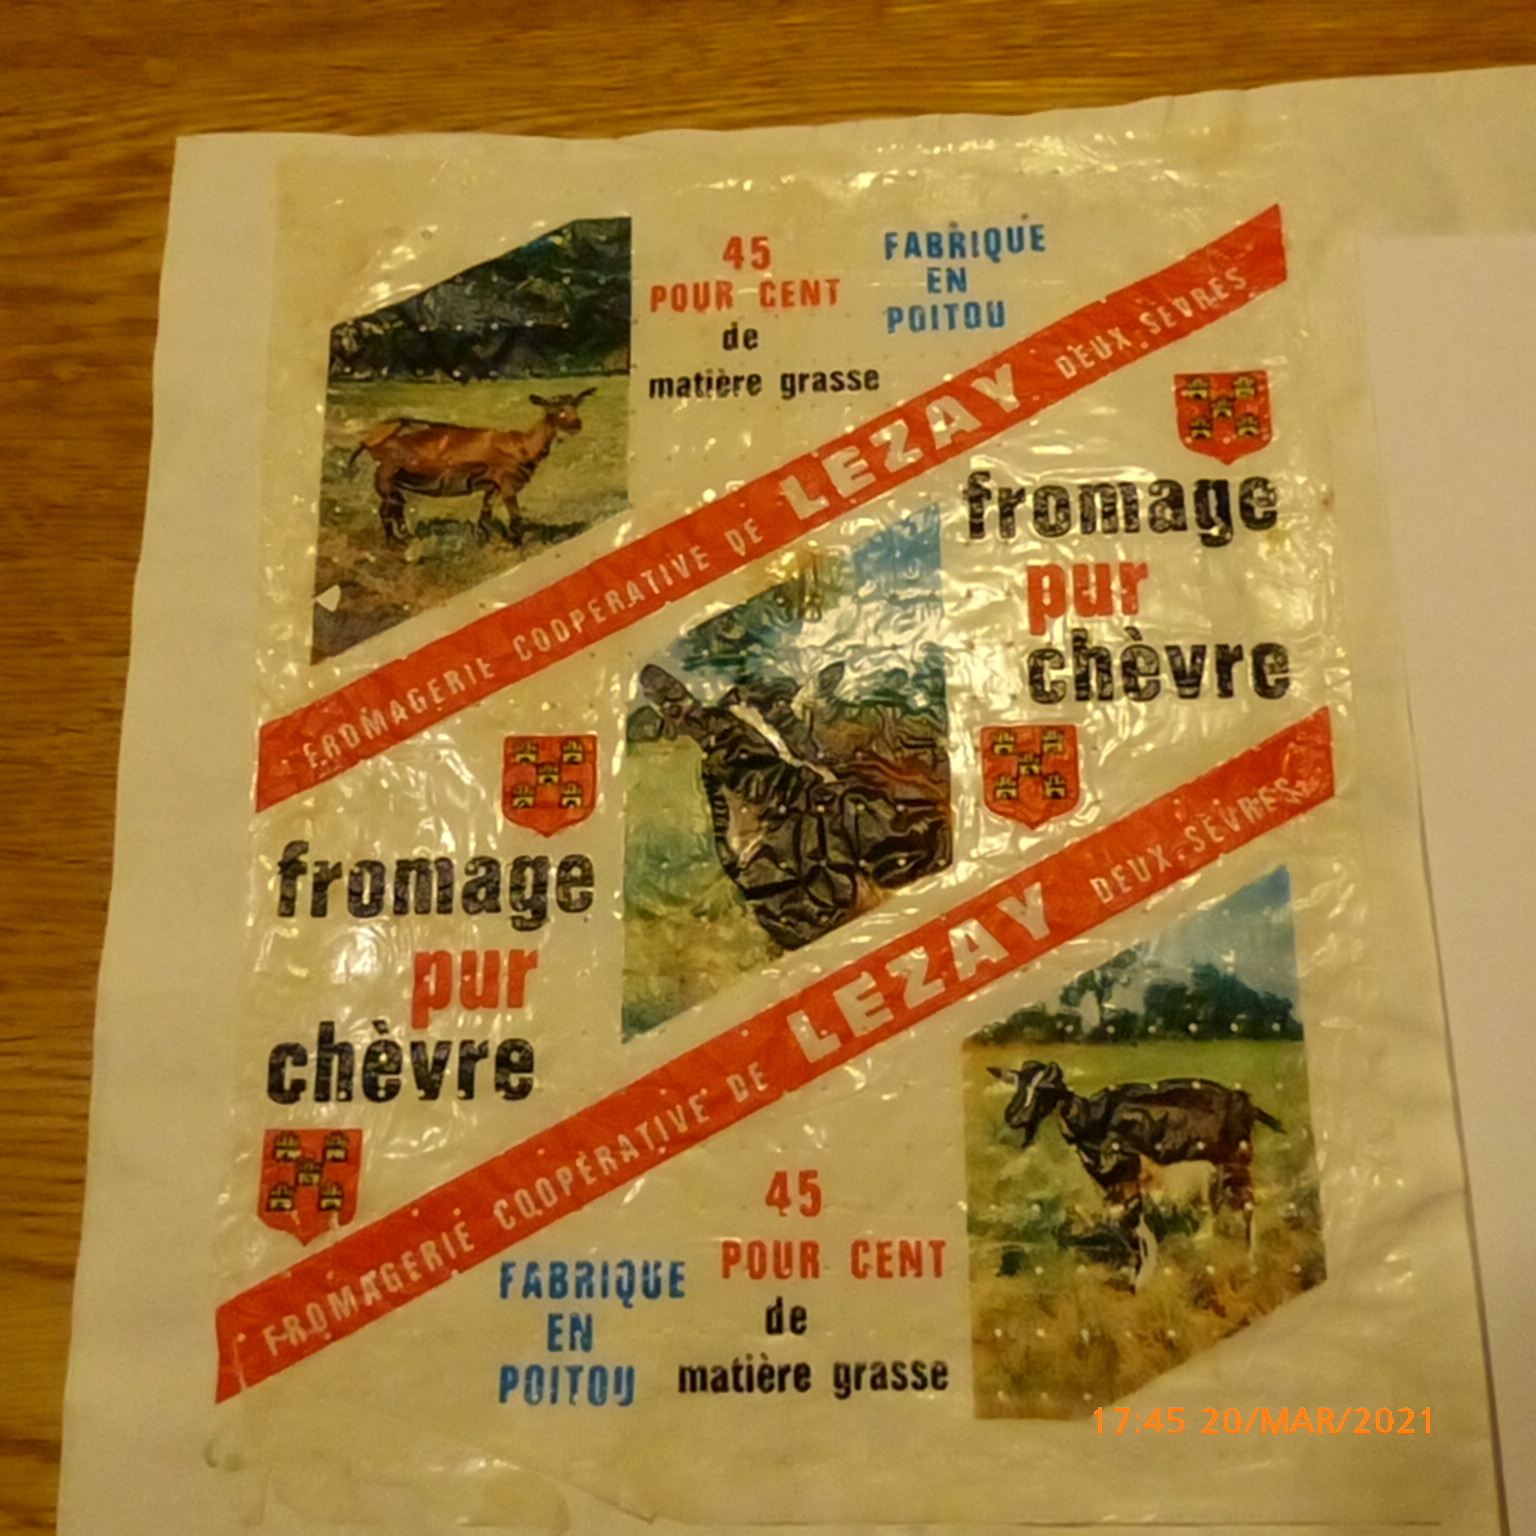 45
POUR CENT
de
matière grasse
FABRIQUE
EN
POITOU
FROMAGERIE COOPERATIVE DE LEZAY DEUX.SEVRES
fromage
pur
chèvre
fromage
pur
chèvre
FROMAGERIE COOPÉRATIVE DE LEZAY DEUX.SEVRES
FABRIQUE
EN
POITOU
45
POUR CENT
de
matière grasse
17:45 20/MAR/2021